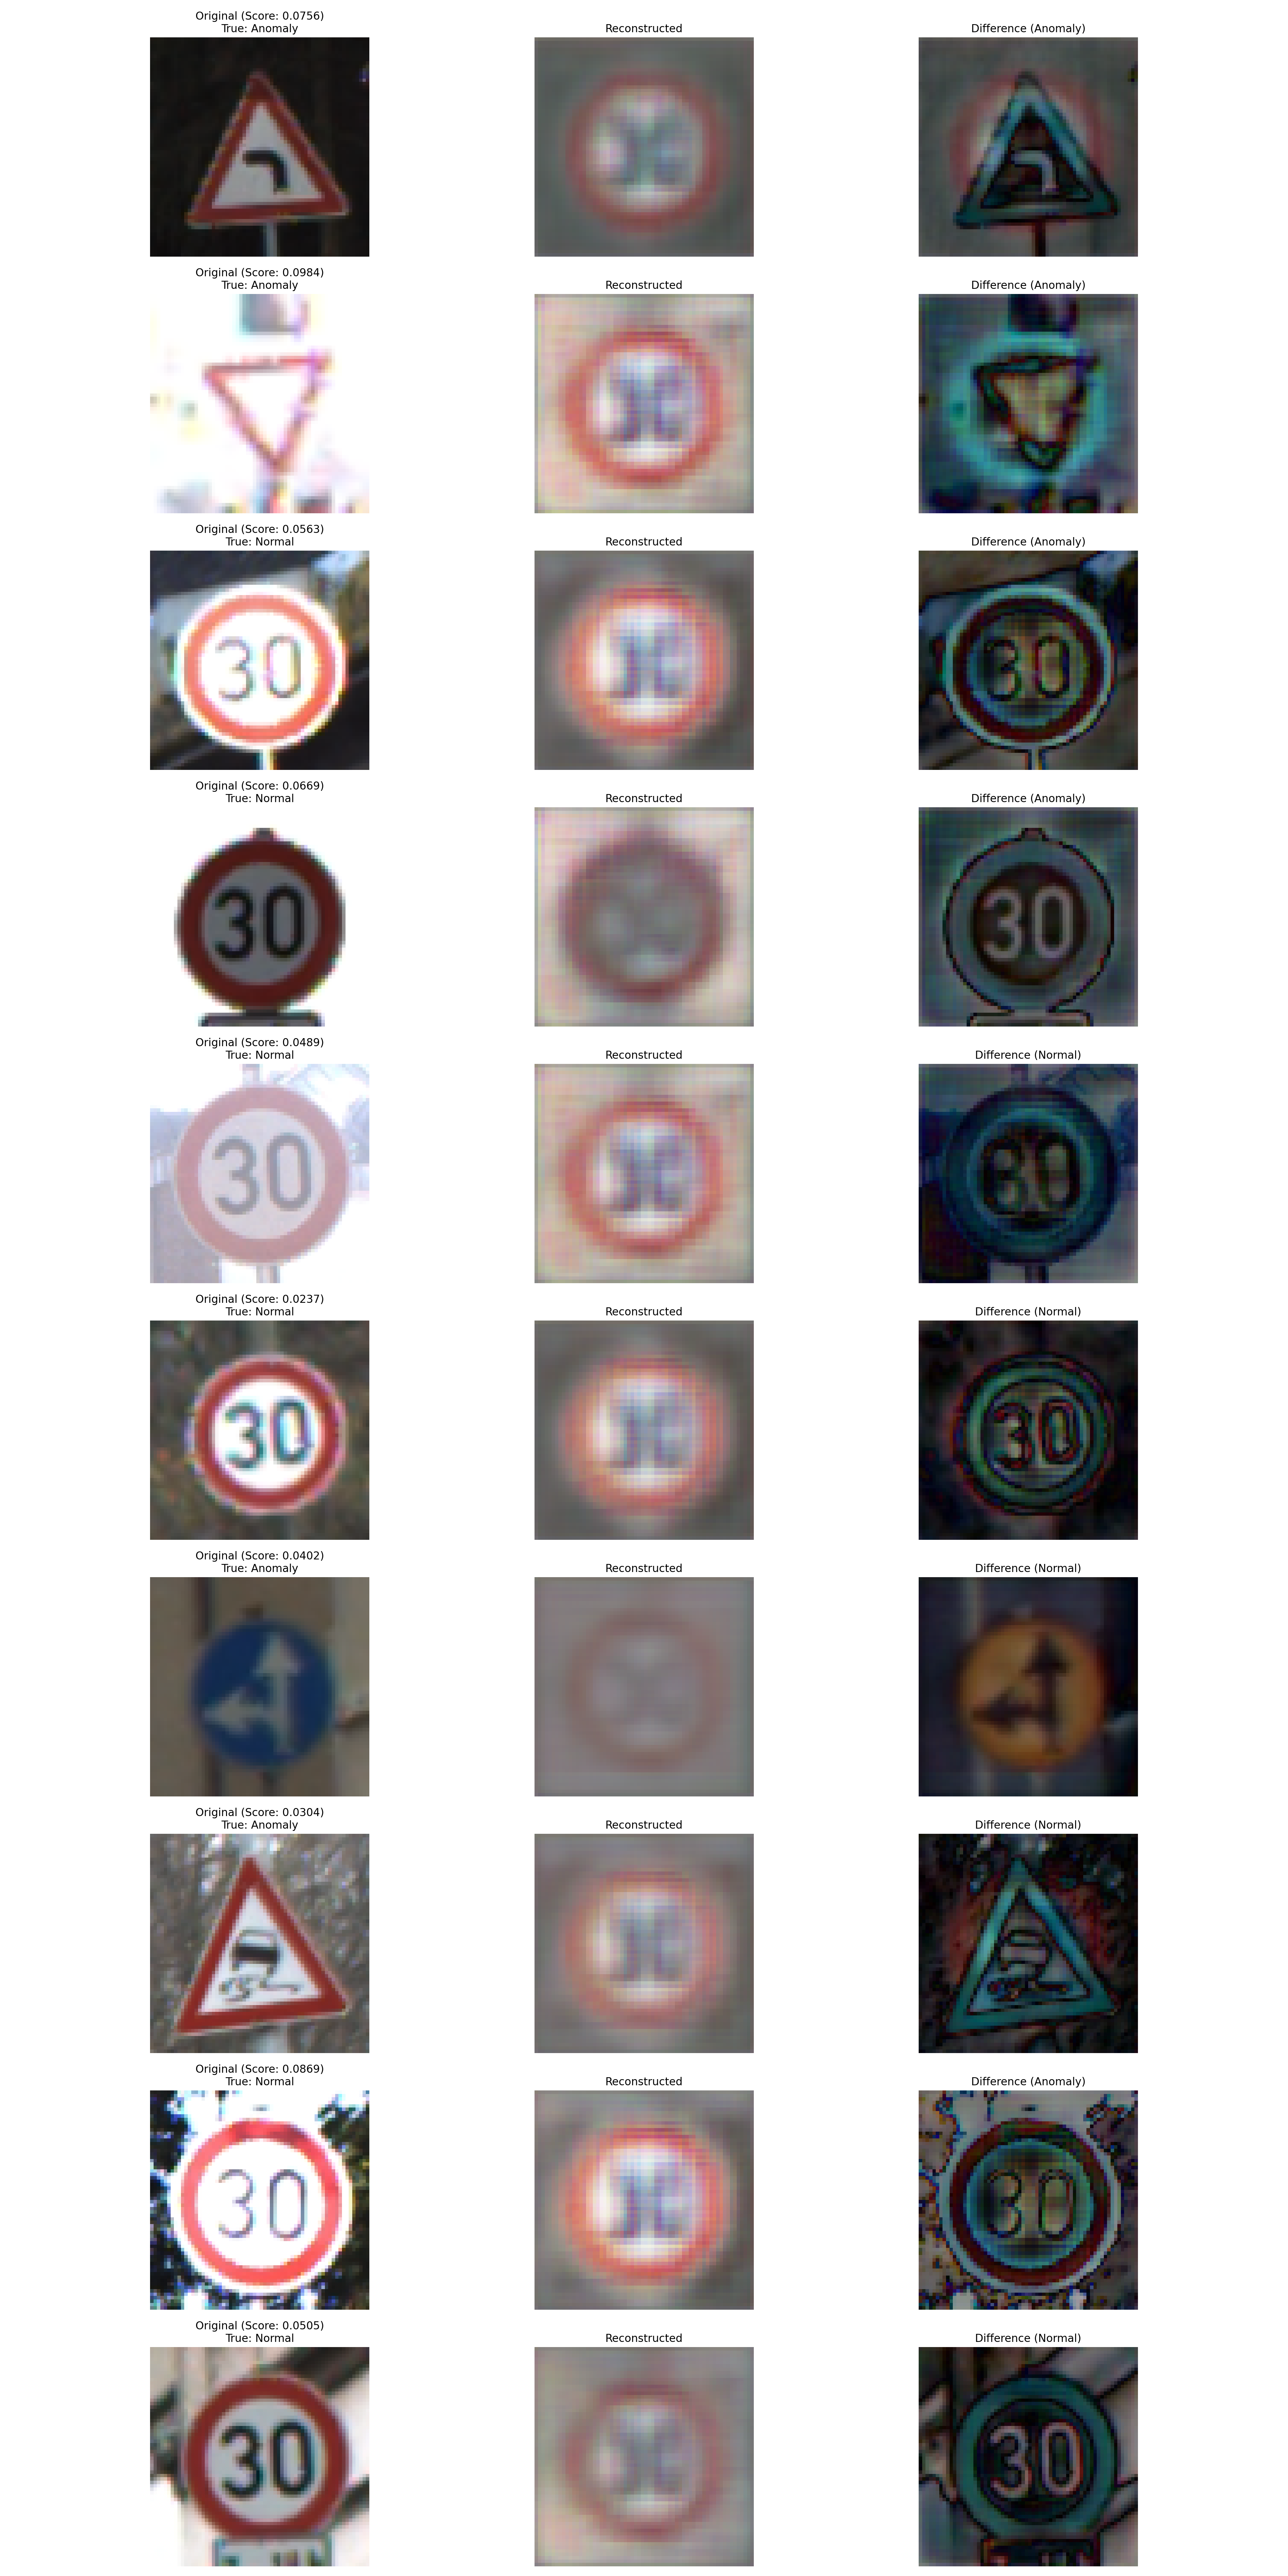 Original (Score: 0.0756)
True: Anomaly
Reconstructed
Difference (Anomaly)
Original (Score: 0.0984)
True: Anomaly
Reconstructed
Difference (Anomaly)
Original (Score: 0.0563)
True: Normal
Reconstructed
Difference (Anomaly)
30
30
Original (Score: 0.0669)
True: Normal
Reconstructed
Difference (Anomaly)
30
30
Original (Score: 0.0489)
True: Normal
Reconstructed
Difference (Normal)
30
30
Original (Score: 0.0237)
True: Normal
Reconstructed
Difference (Normal)
30
30
Original (Score: 0.0402)
True: Anomaly
Reconstructed
Difference (Normal)
Original (Score: 0.0304)
True: Anomaly
Reconstructed
Difference (Normal)
Original (Score: 0.0869)
True: Normal
Reconstructed
Difference (Anomaly)
30
30
Original (Score: 0.0505)
True: Normal
Reconstructed
Difference (Normal)
30
30